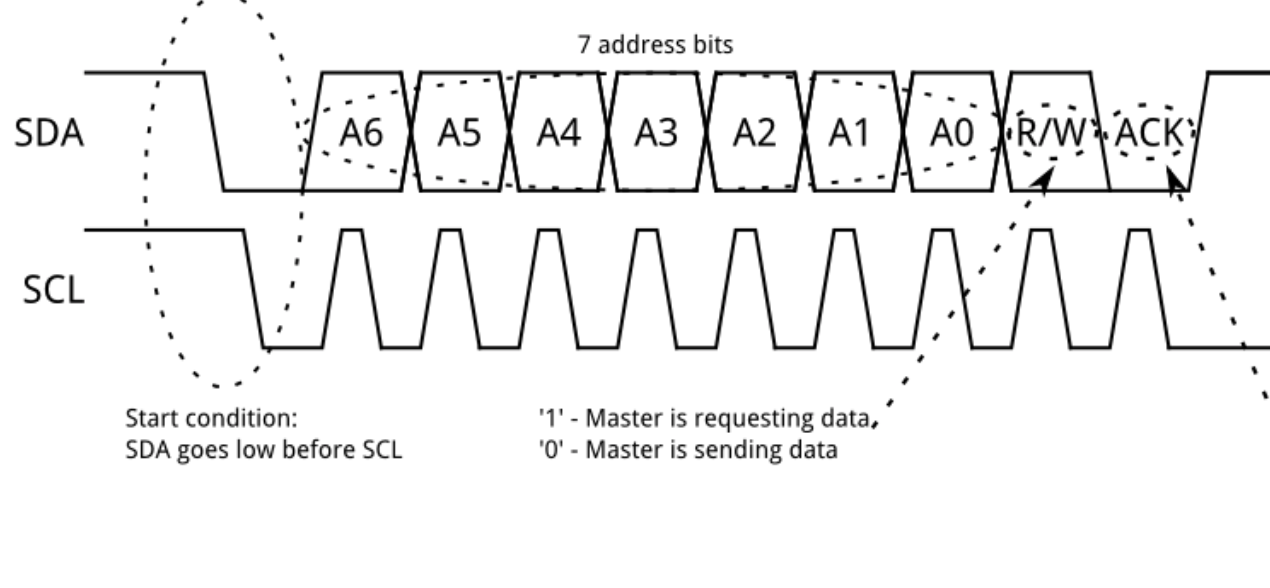 7 address bits
SDA A6 A5 A4 A3 A2 A1 A0 R/W ACK
SCL
Start condition:
SDA goes low before SCL
'1' - Master is requesting data
'0' - Master is sending data